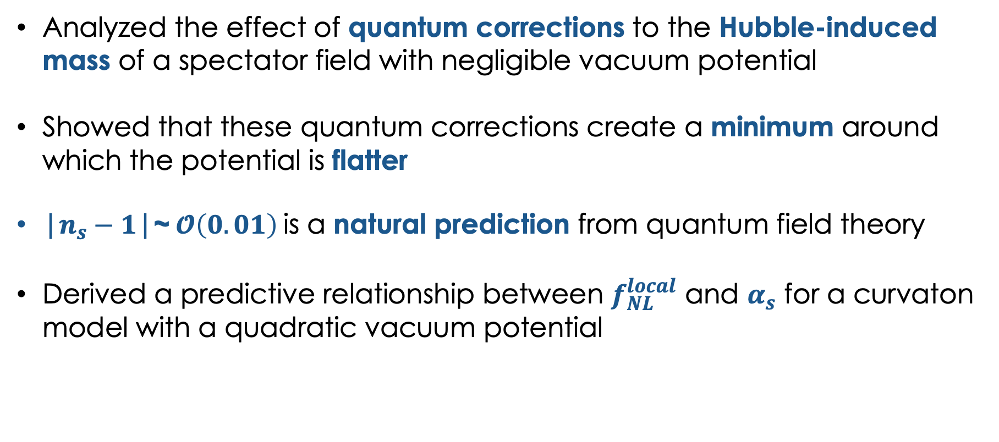 • Analyzed the effect of quantum corrections to the Hubble-induced
mass of a spectator field with negligible vacuum potential
• Showed that these quantum corrections create a minimum around
which the potential is flatter
• |n_s − 1| ~ 𝒪(0.01) is a natural prediction from quantum field theory
• Derived a predictive relationship between f_{NL}^{local} and α_s for a curvaton
model with a quadratic vacuum potential